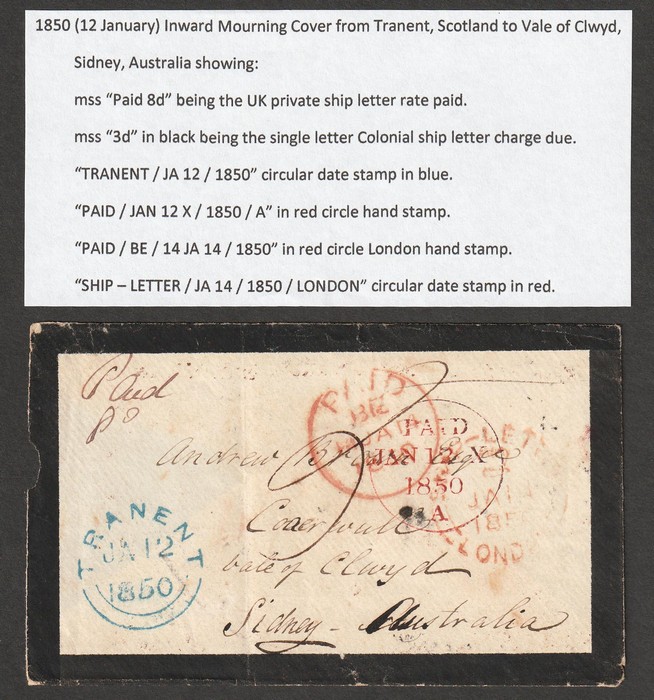 1850 (12 January) Inward Mourning Cover from Tranent, Scotland to Vale of Clwyd,
Sidney, Australia showing:
mss “Paid 8d” being the UK private ship letter rate paid.
mss “3d” in black being the single letter Colonial ship letter charge due.
“TRANENT / JA 12 / 1850” circular date stamp in blue.
“PAID / JAN 12 X / 1850 / A” in red circle hand stamp.
“PAID / BE / 14 JA 14 / 1850” in red circle London hand stamp.
“SHIP – LETTER / JA 14 / 1850 / LONDON” circular date stamp in red.
Paid
PAID
PAID
JAN 12 X
1850
A
Andrew Esqre
3
TRANENT
JA 12
1850
Vale of Clwyd
Sidney - Australia